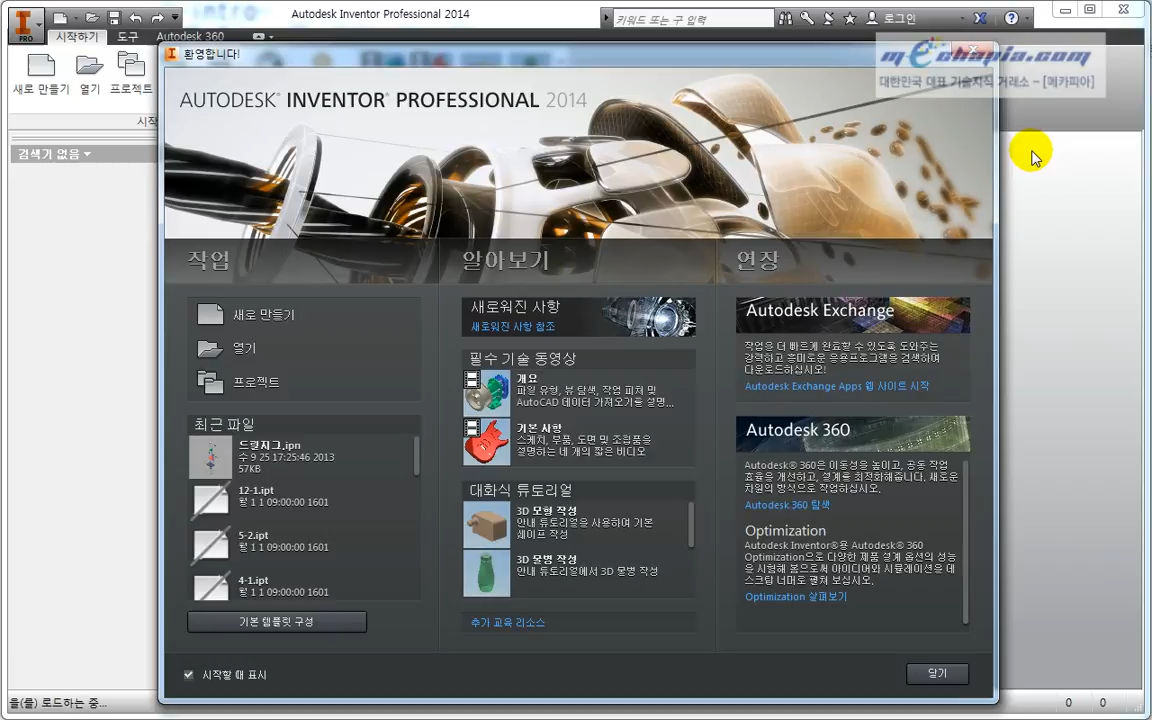 intro
Autodesk Inventor Professional 2014
키워드 또는 구 입력
로그인
PRO
시작하기
도구
Autodesk 360
새로 만들기
열기
프로젝트
시작
검색기 없음
mechapia.com
대한민국 대표 기술지식 거래소 - [메카피아]
환영합니다!
AUTODESK® INVENTOR® PROFESSIONAL 2014
작업
새로 만들기
열기
프로젝트
최근 파일
드릴지그.ipn
수 9 25 17:25:46 2013
57KB
12-1.ipt
월 1 1 09:00:00 1601
5-2.ipt
월 1 1 09:00:00 1601
4-1.ipt
월 1 1 09:00:00 1601
기본 템플릿 구성
알아보기
새로워진 사항
새로워진 사항 참조
필수 기술 동영상
개요
파일 유형, 뷰 탐색, 작업 피쳐 및
AutoCAD 데이터 가져오기를 설명...
기본 사항
스케치, 부품, 도면 및 조립품을
설명하는 네 개의 짧은 비디오
대화식 튜토리얼
3D 모형 작성
안내 튜토리얼을 사용하여 기본
쉐이프 작성
3D 물병 작성
안내 튜토리얼에서 3D 물병 작성
추가 교육 리소스
연장
Autodesk Exchange
작업을 더 빠르게 완료할 수 있도록 도와주는
강력하고 흥미로운 응용프로그램을 검색하여
다운로드하십시오!
Autodesk Exchange Apps 웹 사이트 시작
Autodesk 360
Autodesk® 360은 이동성을 높이고, 공동 작업
효율을 개선하고, 설계를 최적화해줍니다. 새로운
차원의 방식으로 작업하십시오.
Autodesk 360 탐색
Optimization
Autodesk Inventor®용 Autodesk® 360
Optimization으로 다양한 제품 설계 옵션의 성능
을 시험해 봄으로써 아이디어와 시뮬레이션을 데
스크탑 너머로 펼쳐 보십시오.
Optimization 살펴보기
시작할 때 표시
닫기
을(를) 로드하는 중...
0 0